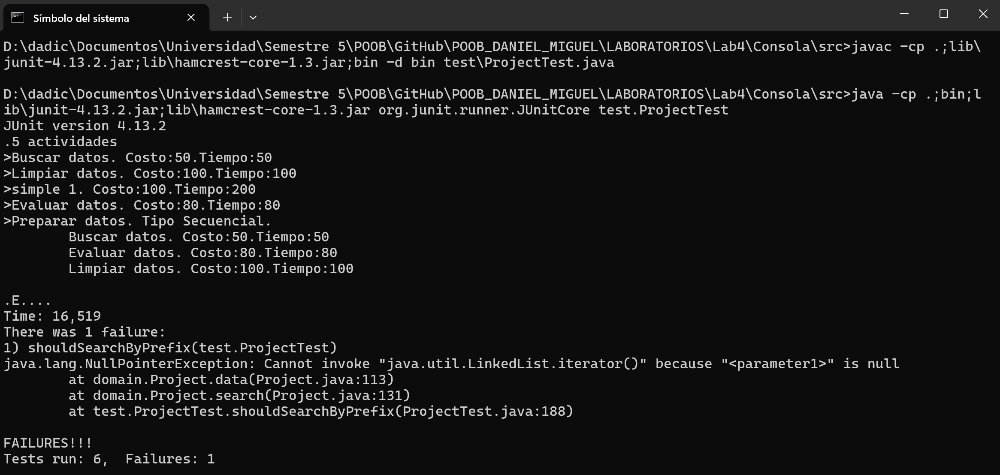 Símbolo del sistema
D:\dadic\Documentos\Universidad\Semestre 5\POOB\GitHub\POOB_DANIEL_MIGUEL\LABORATORIOS\Lab4\Consola\src>javac -cp .;lib\
junit-4.13.2.jar;lib\hamcrest-core-1.3.jar;bin -d bin test\ProjectTest.java
D:\dadic\Documentos\Universidad\Semestre 5\POOB\GitHub\POOB_DANIEL_MIGUEL\LABORATORIOS\Lab4\Consola\src>java -cp .;bin;l
ib\junit-4.13.2.jar;lib\hamcrest-core-1.3.jar org.junit.runner.JUnitCore test.ProjectTest
JUnit version 4.13.2
.5 actividades
>Buscar datos. Costo:50.Tiempo:50
>Limpiar datos. Costo:100.Tiempo:100
>simple 1. Costo:100.Tiempo:200
>Evaluar datos. Costo:80.Tiempo:80
>Preparar datos. Tipo Secuencial.
        Buscar datos. Costo:50.Tiempo:50
        Evaluar datos. Costo:80.Tiempo:80
        Limpiar datos. Costo:100.Tiempo:100
.E....
Time: 16,519
There was 1 failure:
1) shouldSearchByPrefix(test.ProjectTest)
java.lang.NullPointerException: Cannot invoke "java.util.LinkedList.iterator()" because "<parameter1>" is null
        at domain.Project.data(Project.java:113)
        at domain.Project.search(Project.java:131)
        at test.ProjectTest.shouldSearchByPrefix(ProjectTest.java:188)
FAILURES!!!
Tests run: 6,  Failures: 1